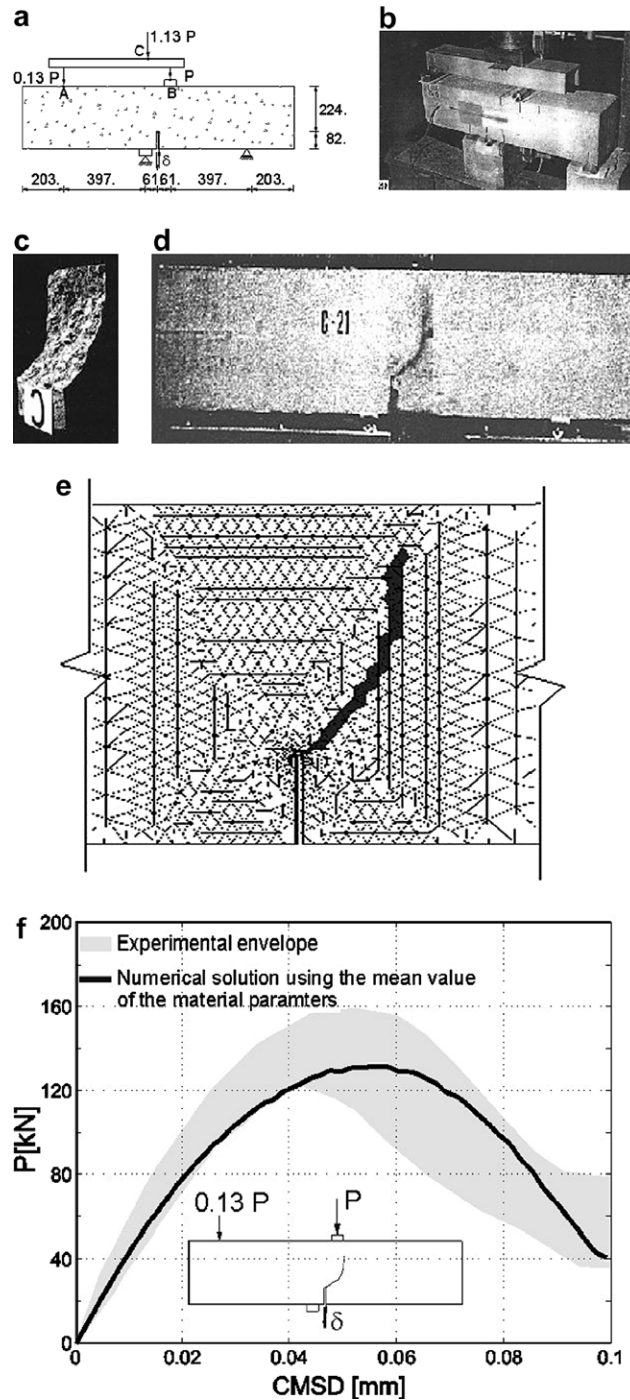 a
1.13 P
C
0.13 P
P
A
B
224.
82.
δ
203. 397. 61 61. 397. 203.
b
c
C
d
C-21
e
f
200
Experimental envelope
Numerical solution using the mean value
of the material paramters
160
120
P[kN]
80
0.13 P
P
40
δ
0
0 0.02 0.04 0.06 0.08 0.1
CMSD [mm]